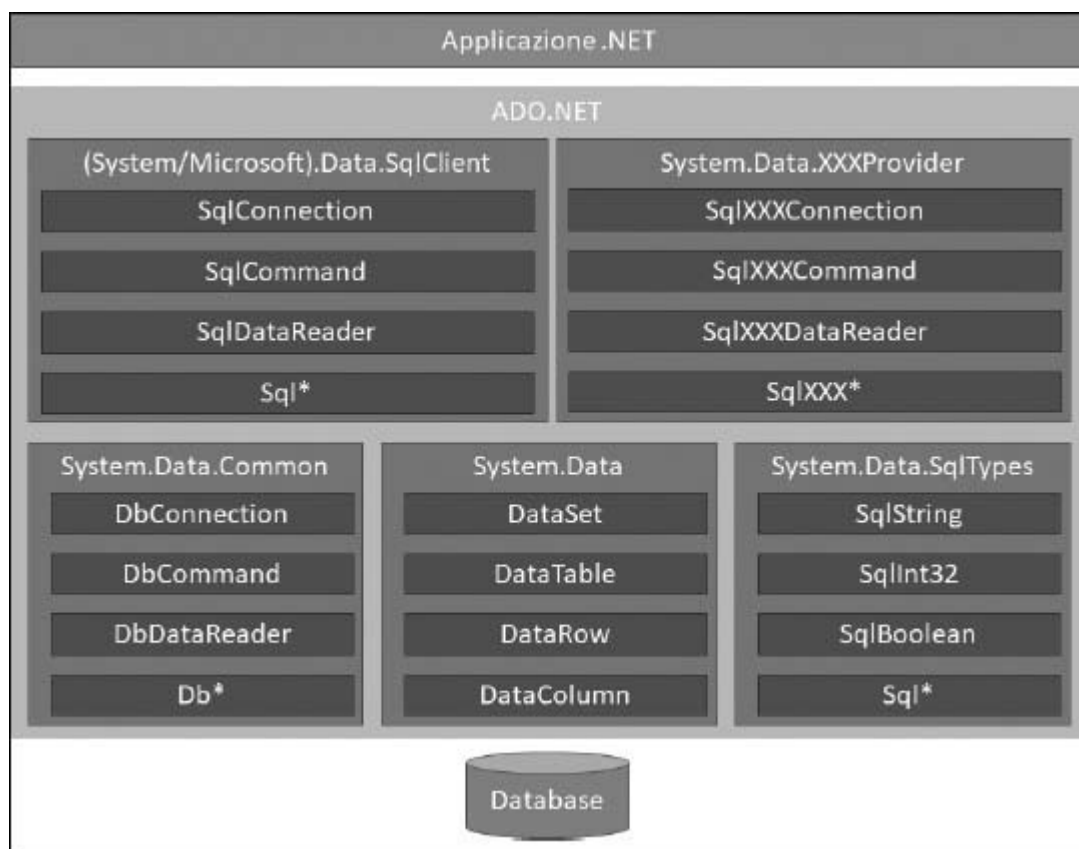 Applicazione .NET
ADO.NET
(System/Microsoft).Data.SqlClient
SqlConnection
SqlCommand
SqlDataReader
Sql*
System.Data.XXXProvider
SqlXXXConnection
SqlXXXCommand
SqlXXXDataReader
SqlXXX*
System.Data.Common
DbConnection
DbCommand
DbDataReader
Db*
System.Data
DataSet
DataTable
DataRow
DataColumn
System.Data.SqlTypes
SqlString
SqlInt32
SqlBoolean
Sql*
Database